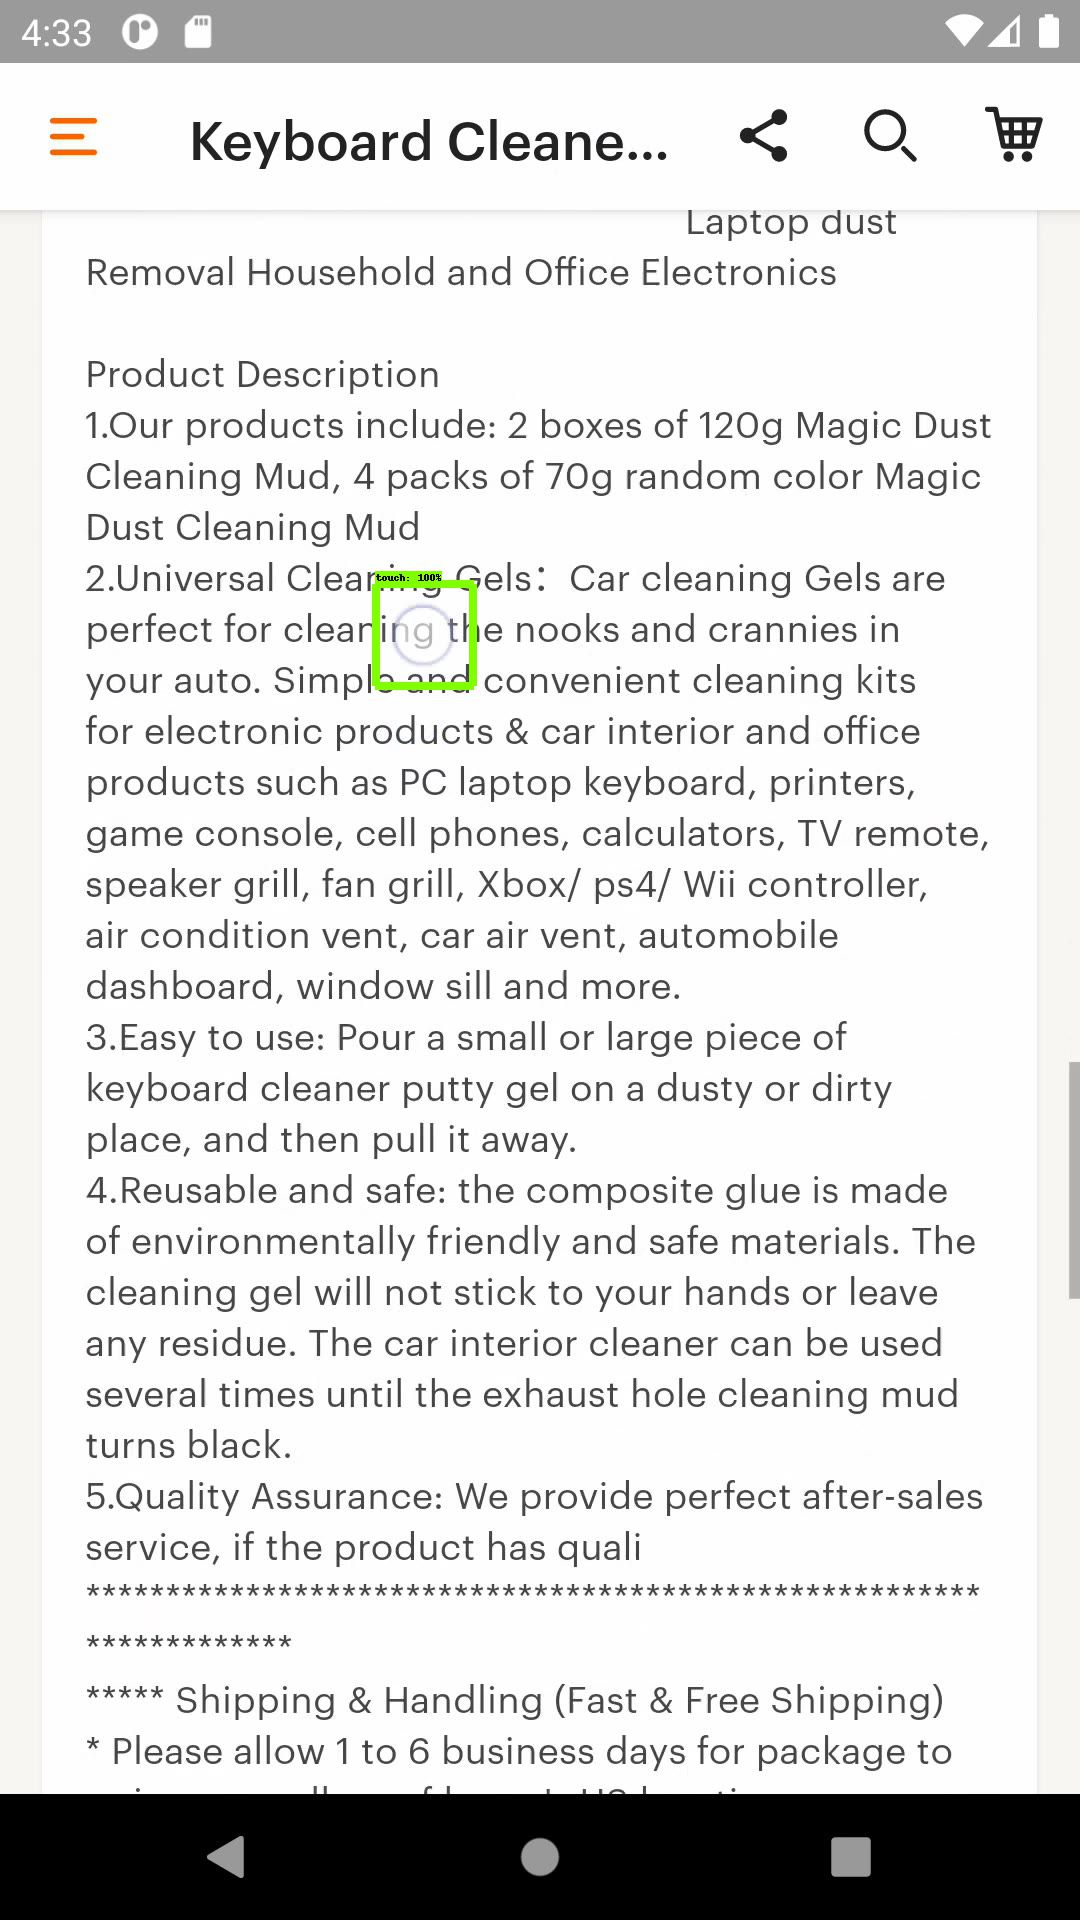 4:33
Keyboard Cleane...
Laptop dust
Removal Household and Office Electronics
Product Description
1.Our products include: 2 boxes of 120g Magic Dust
Cleaning Mud, 4 packs of 70g random color Magic
Dust Cleaning Mud
touch: 100%
2.Universal Cleaning Gels：Car cleaning Gels are
perfect for cleaning the nooks and crannies in
your auto. Simple and convenient cleaning kits
for electronic products & car interior and office
products such as PC laptop keyboard, printers,
game console, cell phones, calculators, TV remote,
speaker grill, fan grill, Xbox/ ps4/ Wii controller,
air condition vent, car air vent, automobile
dashboard, window sill and more.
3.Easy to use: Pour a small or large piece of
keyboard cleaner putty gel on a dusty or dirty
place, and then pull it away.
4.Reusable and safe: the composite glue is made
of environmentally friendly and safe materials. The
cleaning gel will not stick to your hands or leave
any residue. The car interior cleaner can be used
several times until the exhaust hole cleaning mud
turns black.
5.Quality Assurance: We provide perfect after-sales
service, if the product has quali
********************************************************
*************
***** Shipping & Handling (Fast & Free Shipping)
* Please allow 1 to 6 business days for package to